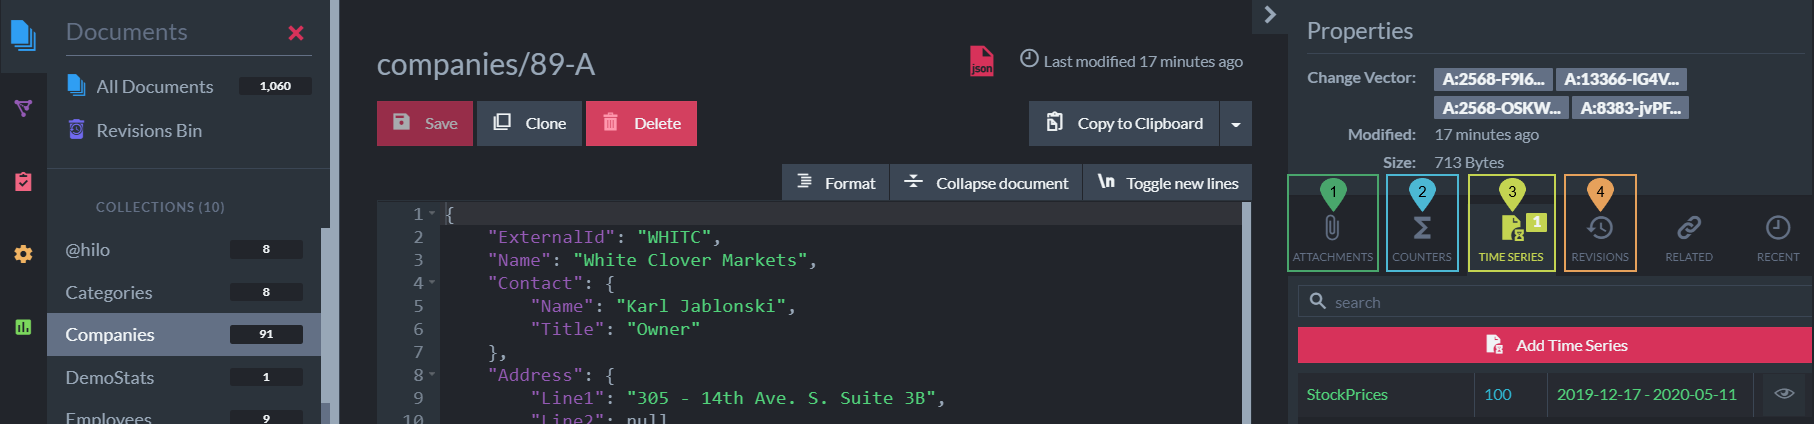 Documents
All Documents 1,060
Revisions Bin
COLLECTIONS (10)
@hilo 8
Categories 8
Companies 91
DemoStats 1
Employees 9
companies/89-A
json
Last modified 17 minutes ago
Save Clone Delete
Copy to Clipboard
Format Collapse document \n Toggle new lines
1 {
2 "ExternalId": "WHITC",
3 "Name": "White Clover Markets",
4 "Contact": {
5 "Name": "Karl Jablonski",
6 "Title": "Owner"
7 },
8 "Address": {
9 "Line1": "305 - 14th Ave. S. Suite 3B",
10 "Line2": null
Properties
Change Vector: A:2568-F9I6... A:13366-IG4V...
A:2568-OSKW... A:8383-jvPF...
Modified: 17 minutes ago
Size: 713 Bytes
1 2 3 4
1
ATTACHMENTS COUNTERS TIME SERIES REVISIONS RELATED RECENT
search
Add Time Series
StockPrices 100 2019-12-17 - 2020-05-11